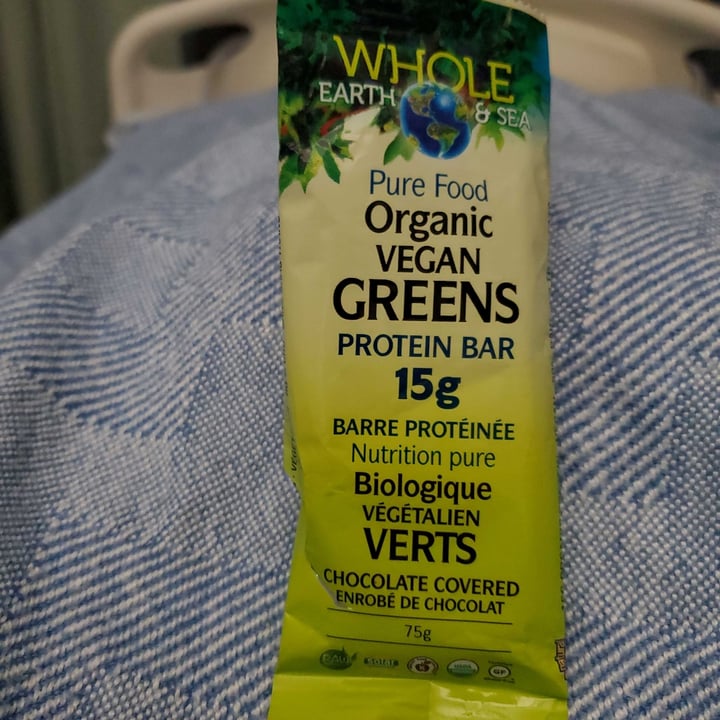 WHOLE
EARTH & SEA
Pure Food
Organic
VEGAN
GREENS
PROTEIN BAR
15g
BARRE PROTÉINÉE
Nutrition pure
Biologique
VÉGÉTALIEN
VERTS
CHOCOLATE COVERED
ENROBÉ DE CHOCOLAT
75g